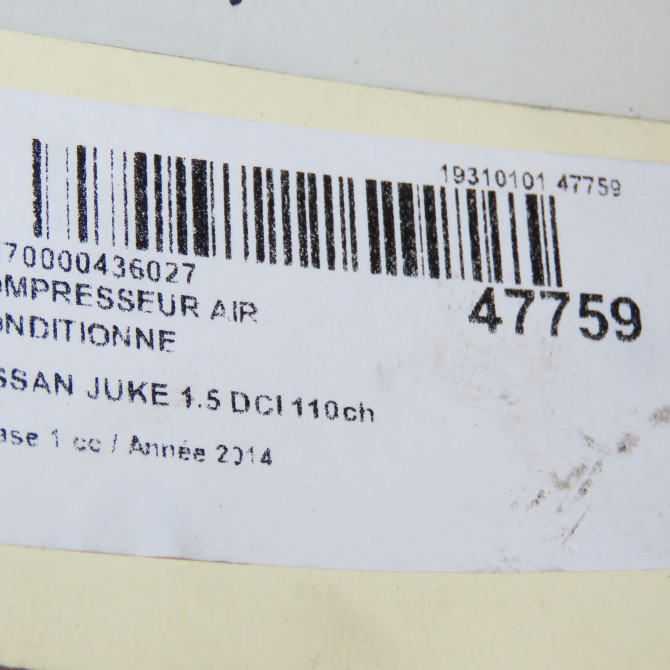 19310101 47759
70000436027
47759
OMPRESSEUR AIR
ONDITIONNE
SSAN JUKE 1.5 DCI 110ch
ase 1 cc / Année 2014